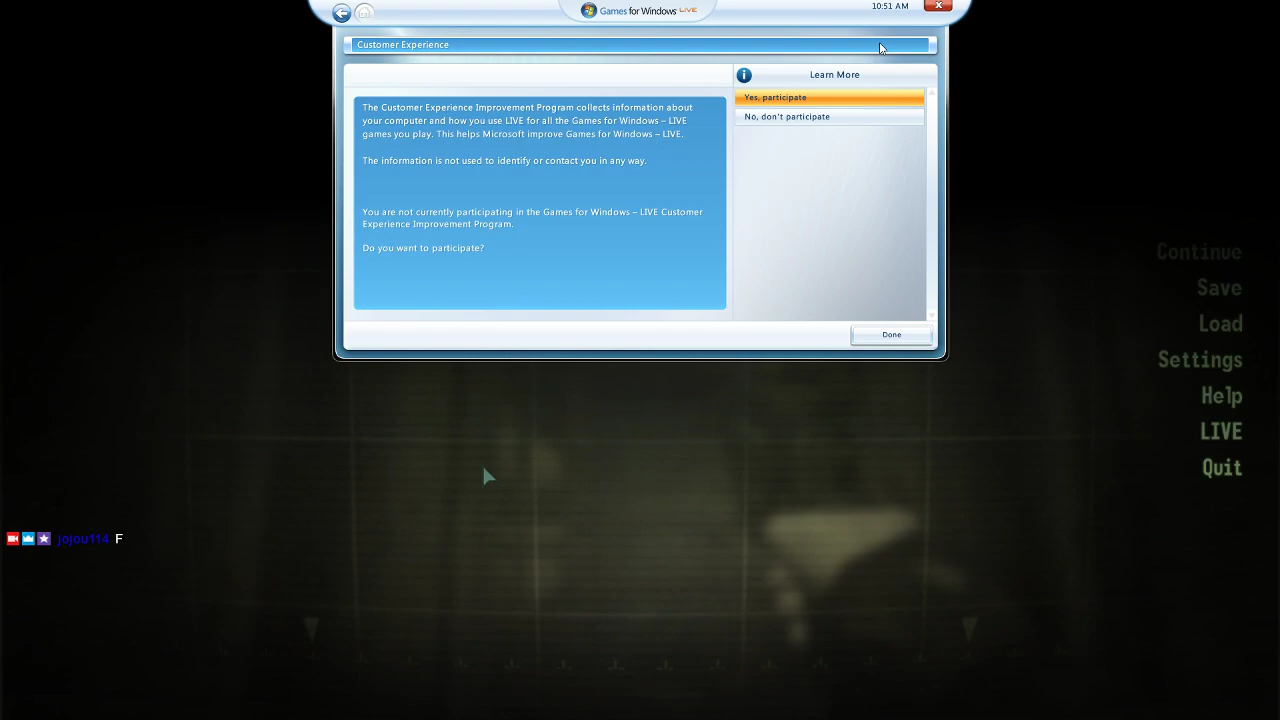 Games for Windows LIVE
10:51 AM
Customer Experience
Learn More
The Customer Experience Improvement Program collects information about
your computer and how you use LIVE for all the Games for Windows – LIVE
games you play. This helps Microsoft improve Games for Windows – LIVE.
The information is not used to identify or contact you in any way.
You are not currently participating in the Games for Windows – LIVE Customer
Experience Improvement Program.
Do you want to participate?
Yes, participate
No, don't participate
Done
Continue
Save
Load
Settings
Help
LIVE
Quit
jojou114 F